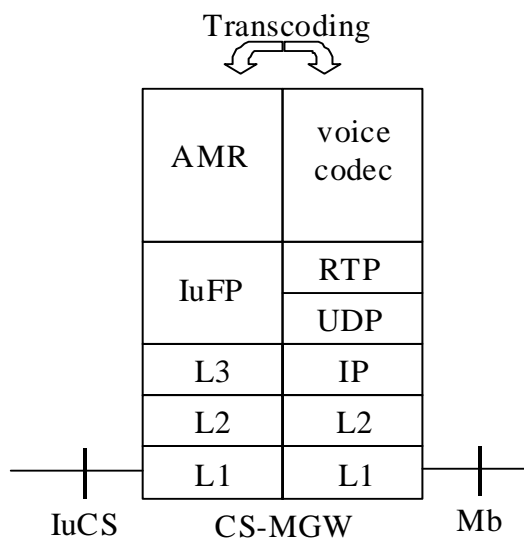 Transcoding
AMR
voice
codec
IuFP
RTP
UDP
L3
IP
L2
L2
L1
L1
IuCS
CS-MGW
Mb